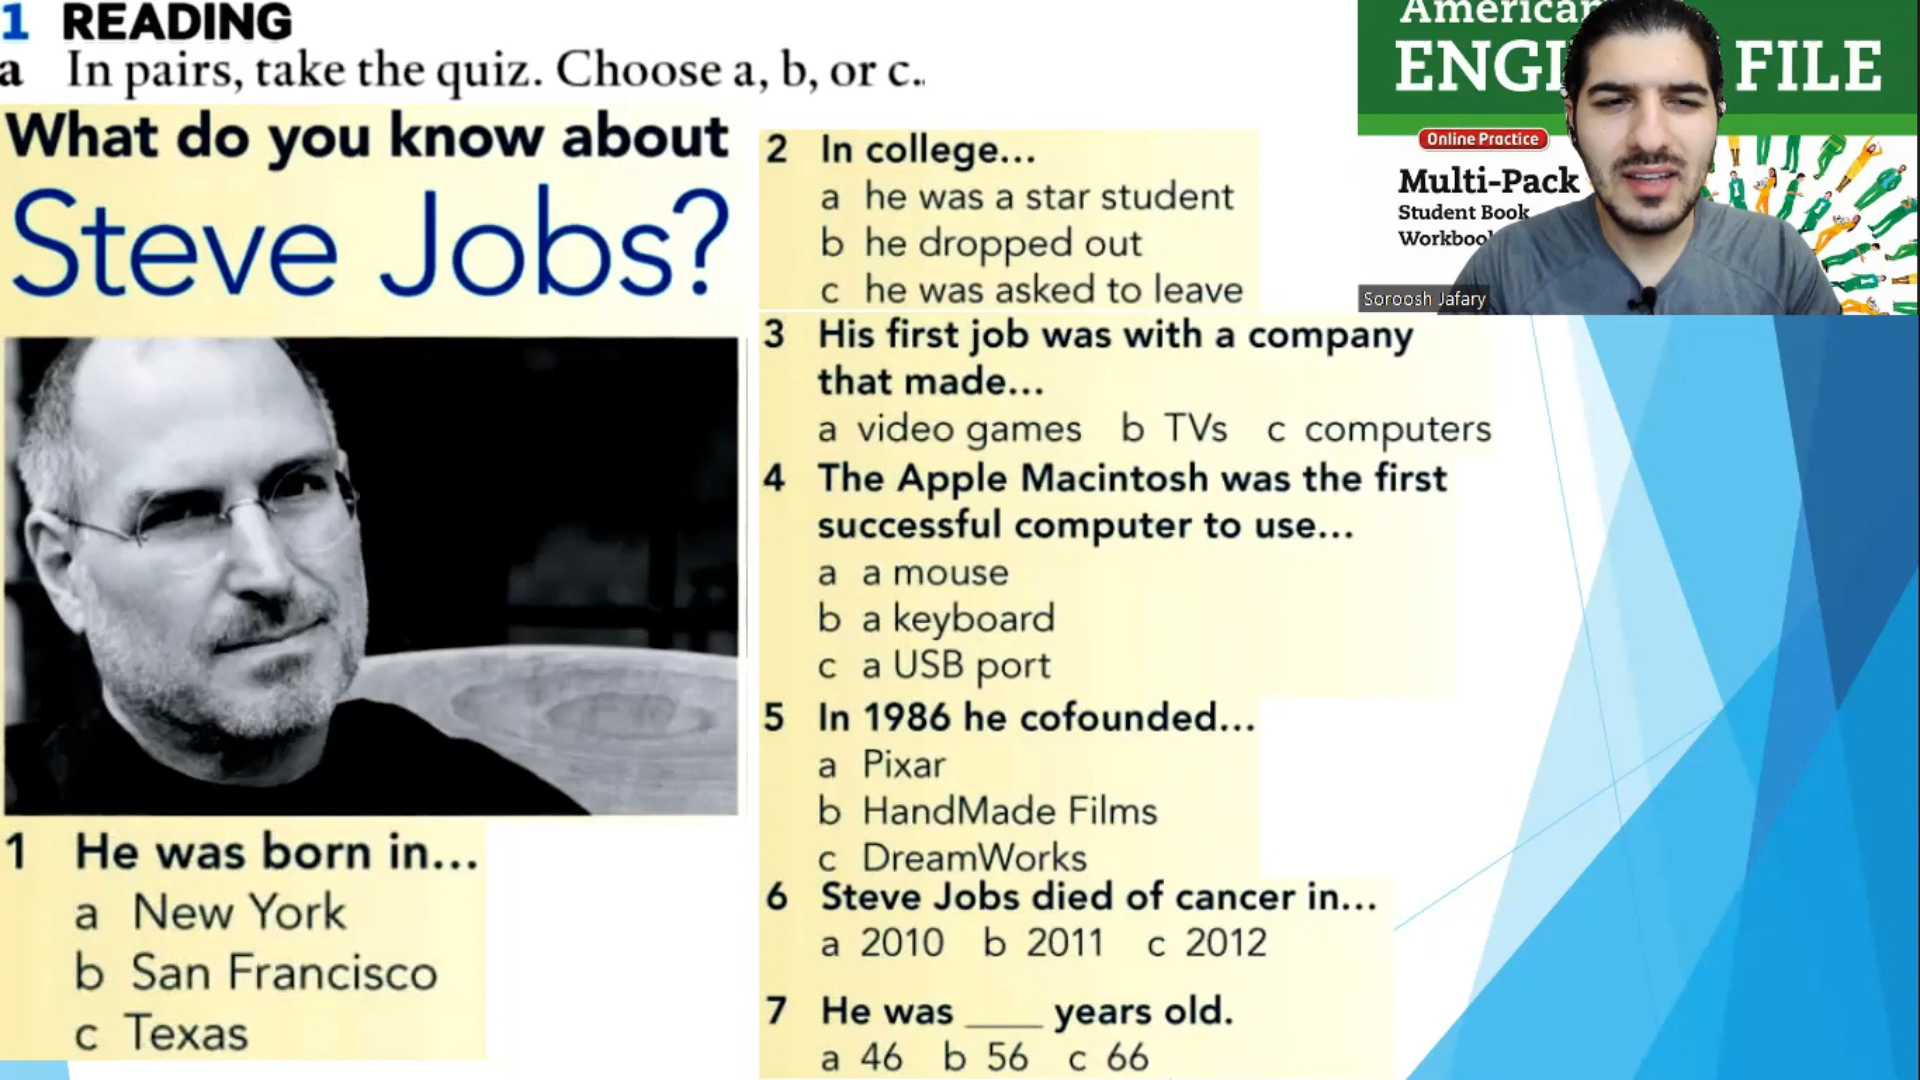 1 READING
a In pairs, take the quiz. Choose a, b, or c..
What do you know about
Steve Jobs?
1 He was born in...
a New York
b San Francisco
c Texas
2 In college...
a he was a star student
b he dropped out
c he was asked to leave
3 His first job was with a company
that made...
a video games b TVs c computers
4 The Apple Macintosh was the first
successful computer to use...
a a mouse
b a keyboard
c a USB port
5 In 1986 he cofounded...
a Pixar
b HandMade Films
c DreamWorks
6 Steve Jobs died of cancer in...
a 2010 b 2011 c 2012
7 He was ____ years old.
a 46 b 56 c 66
American
ENGL FILE
Online Practice
Multi-Pack
Student Book
Workbook
Soroosh Jafary